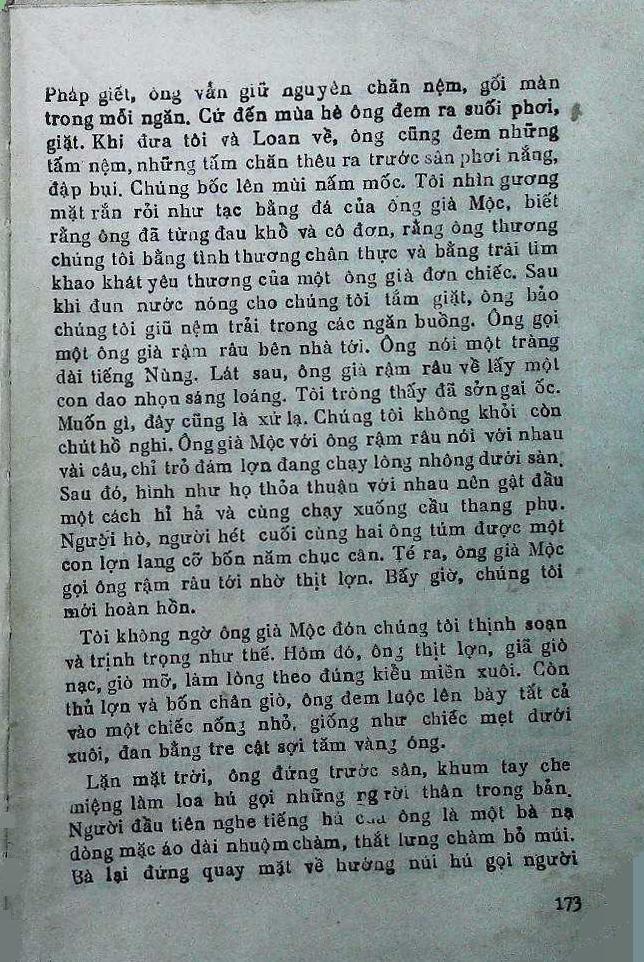 Pháp giết, ông vẫn giữ nguyên chăn nệm, gối màn
trong mỗi ngăn. Cứ đến mùa hè ông đem ra suối phơi,
giặt. Khi đưa tôi và Loan về, ông cũng đem những
tấm nệm, những tấm chăn thêu ra trước sân phơi nắng,
đập bụi. Chúng bốc lên mùi nấm mốc. Tôi nhìn gương
mặt rắn rỏi như tạc bằng đá của ông già Mộc, biết
rằng ông đã từng đau khổ và cô đơn, rằng ông thương
chúng tôi bằng tình thương chân thực và bằng trái tim
khao khát yêu thương của một ông già đơn chiếc. Sau
khi đun nước nóng cho chúng tôi tắm giặt, ông bảo
chúng tôi giũ nệm trải trong các ngăn buồng. Ông gọi
một ông già rậm râu bên nhà tới. Ông nói một tràng
dài tiếng Nùng. Lát sau, ông già rậm râu về lấy một
con dao nhọn sáng loáng. Tôi trông thấy đã sởn gai ốc.
Muốn gì, đây cũng là xứ lạ. Chúng tôi không khỏi còn
chút hồ nghi. Ông già Mộc với ông rậm râu nói với nhau
vài câu, chỉ trỏ đám lợn đang chạy lông nhông dưới sàn.
Sau đó, hình như họ thỏa thuận với nhau nên gật đầu
một cách hỉ hả và cùng chạy xuống cầu thang phụ.
Người hò, người hét cuối cùng hai ông túm được một
con lợn lang cỡ bốn năm chục cân. Té ra, ông già Mộc
gọi ông rậm râu tới nhờ thịt lợn. Bấy giờ, chúng tôi
mới hoàn hồn.
Tôi không ngờ ông già Mộc đón chúng tôi thịnh soạn
và trịnh trọng như thế. Hôm đó, ông thịt lợn, giã giò
nạc, giò mỡ, làm lòng theo đúng kiểu miền xuôi. Còn
thủ lợn và bốn chân giò, ông đem luộc lên bày tất cả
vào một chiếc nống nhỏ, giống như chiếc mẹt dưới
xuôi, đan bằng tre cật sợi tăm vàng óng.
Lặn mặt trời, ông đứng trước sân, khum tay che
miệng làm loa hú gọi những người thân trong bản.
Người đầu tiên nghe tiếng hú của ông là một bà nạ
dòng mặc áo dài nhuộm chàm, thắt lưng chàm bỏ múi.
Bà lại đứng quay mặt về hướng núi hú gọi người
173